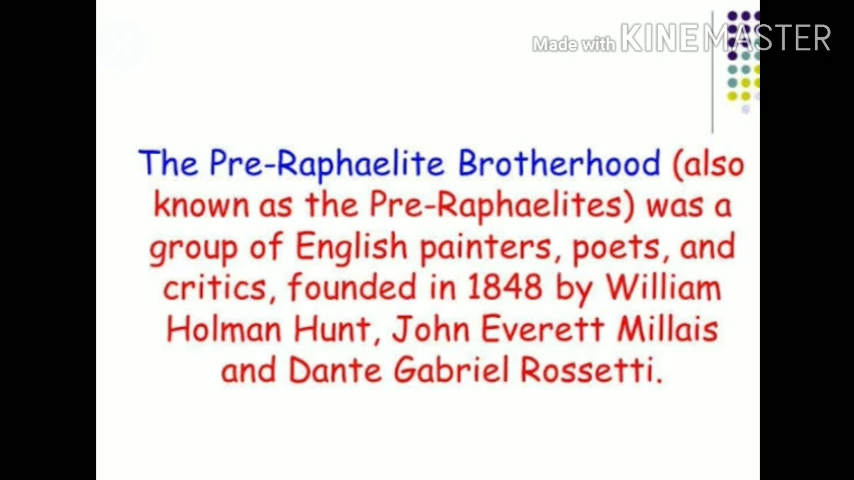 Made with KINEMASTER
The Pre-Raphaelite Brotherhood (also
known as the Pre-Raphaelites) was a
group of English painters, poets, and
critics, founded in 1848 by William
Holman Hunt, John Everett Millais
and Dante Gabriel Rossetti.